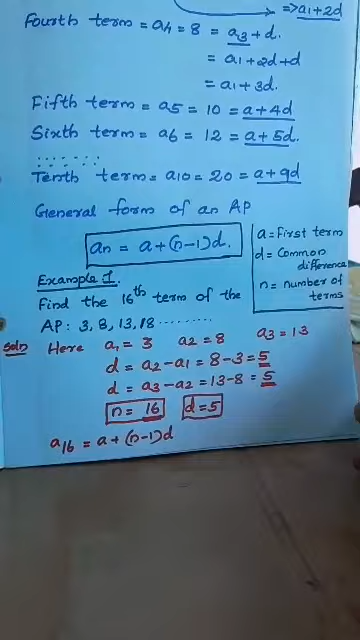 => a1+2d
Fourth term = a4 = 8 = a3 + d.
= a1 + 2d + d
= a1 + 3d.
Fifth term = a5 = 10 = a + 4d
Sixth term = a6 = 12 = a + 5d.
Tenth term = a10 = 20 = a + 9d
General form of an AP
an = a + (n-1)d.
a = First term
d = Common difference
n = number of terms
Example 1.
Find the 16th term of the
AP: 3, 8, 13, 18 .........
Soln Here a1 = 3 a2 = 8 a3 = 13
d = a2 - a1 = 8 - 3 = 5
d = a3 - a2 = 13 - 8 = 5
n = 16 d = 5
a16 = a + (n-1)d